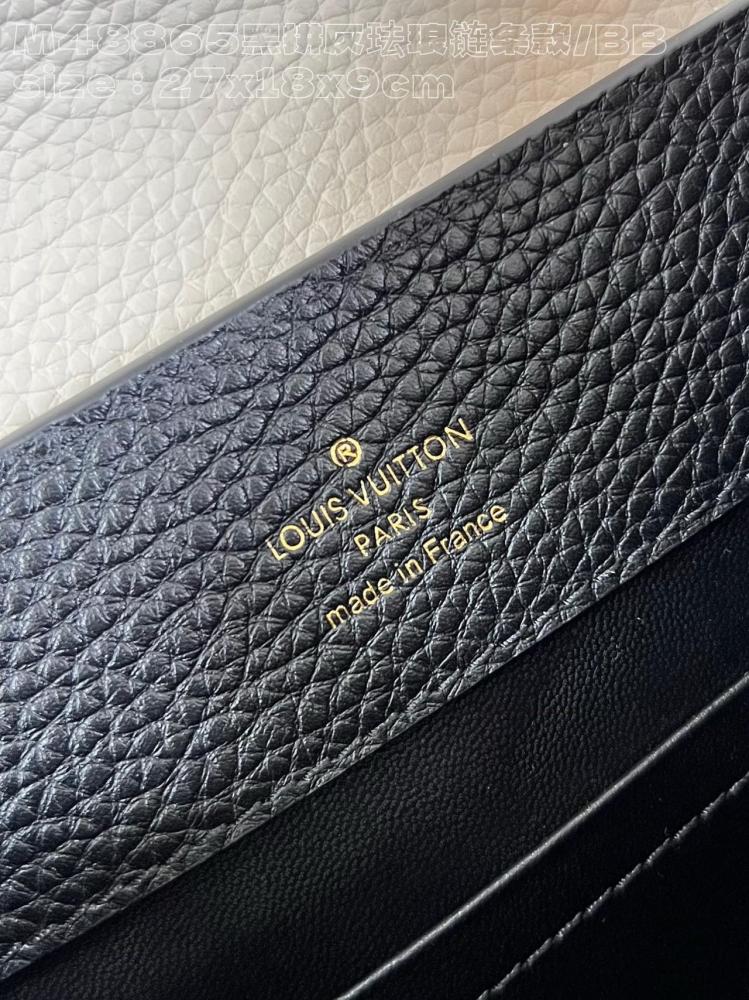 M48865黑拼灰珐琅链条款/BB
size：27x18x9cm
®
LOUIS VUITTON
PARIS
made in France